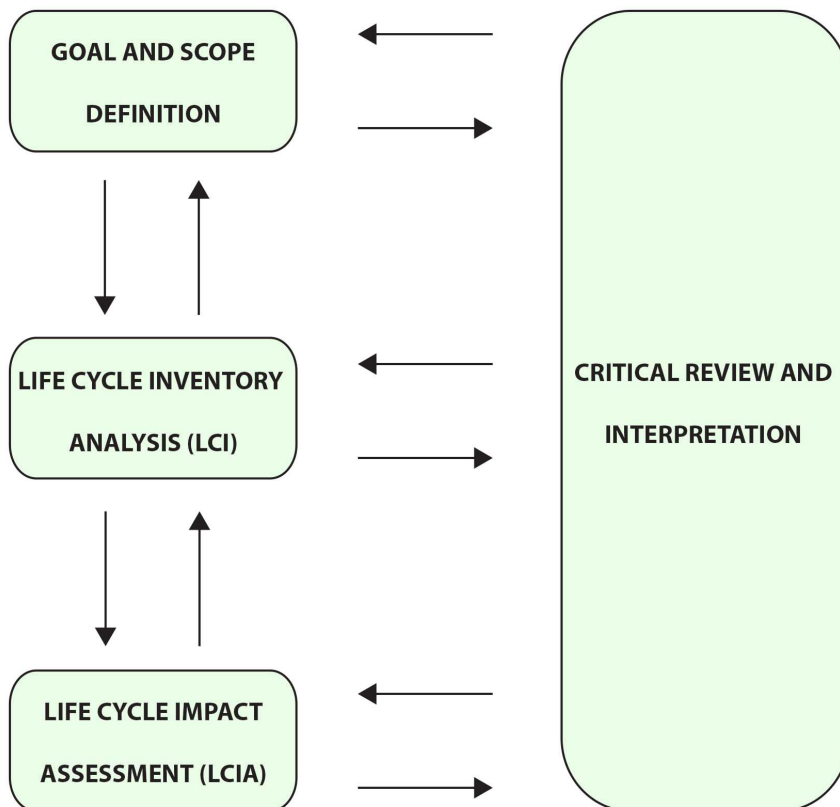 GOAL AND SCOPE
DEFINITION
LIFE CYCLE INVENTORY
ANALYSIS (LCI)
CRITICAL REVIEW AND
INTERPRETATION
LIFE CYCLE IMPACT
ASSESSMENT (LCIA)